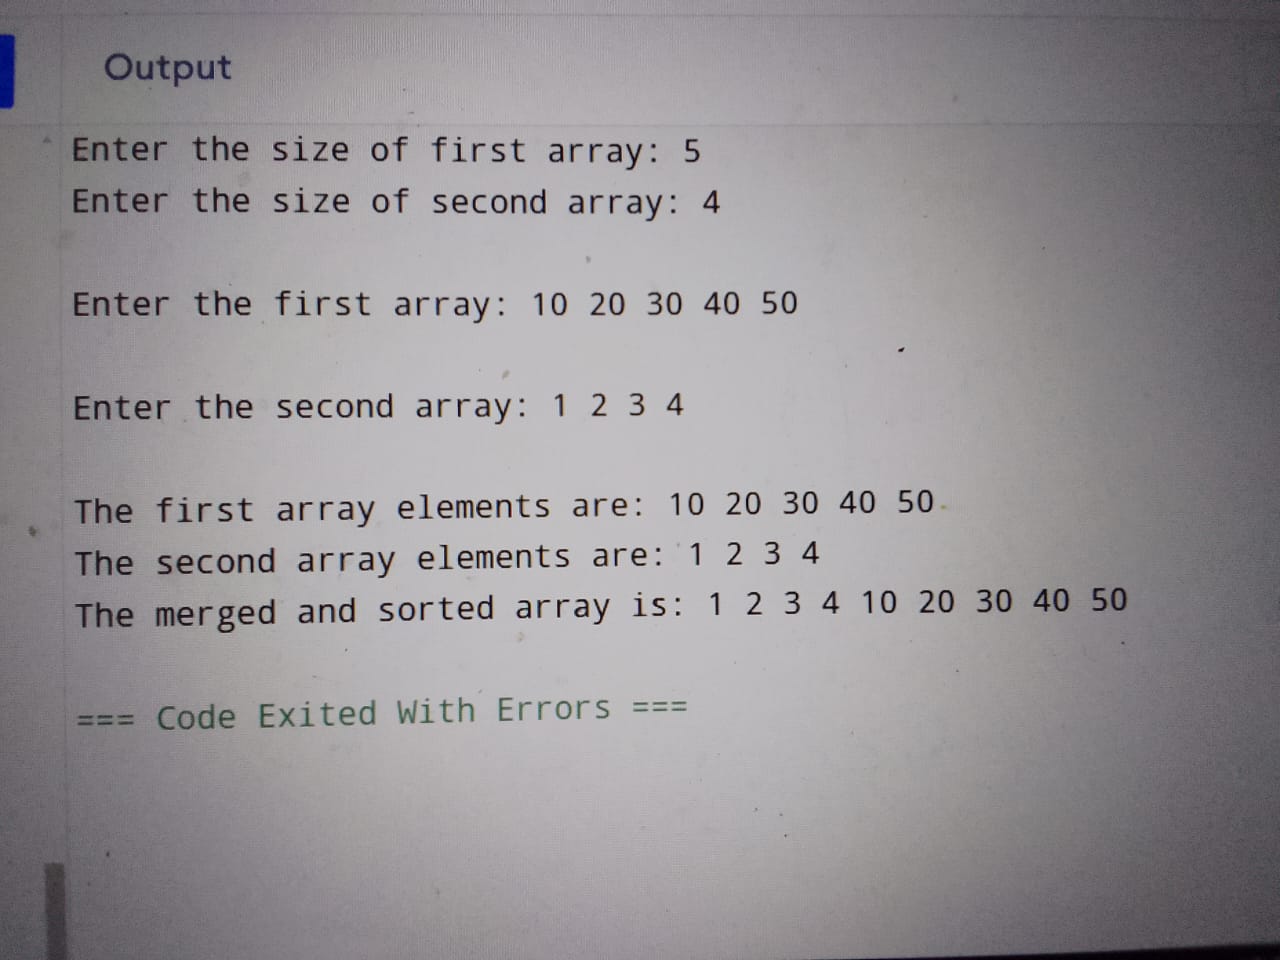 Output
Enter the size of first array: 5
Enter the size of second array: 4
Enter the first array: 10 20 30 40 50
Enter the second array: 1 2 3 4
The first array elements are: 10 20 30 40 50
The second array elements are: 1 2 3 4
The merged and sorted array is: 1 2 3 4 10 20 30 40 50
=== Code Exited With Errors ===